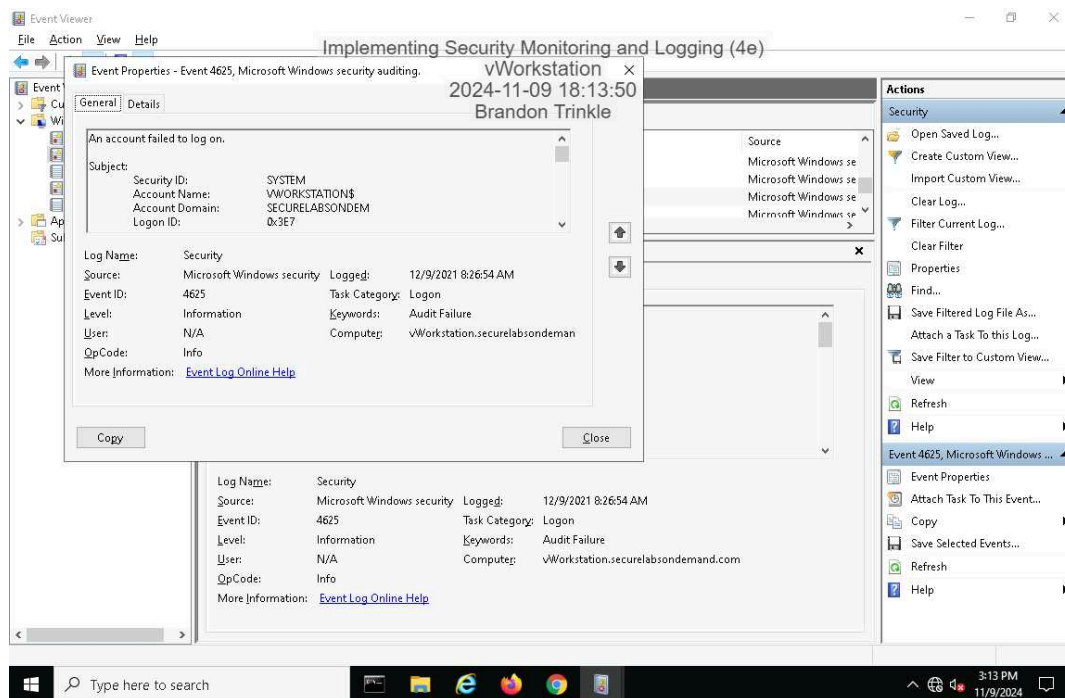 Event Viewer
File Action View Help
Implementing Security Monitoring and Logging (4e)
vWorkstation
2024-11-09 18:13:50
Brandon Trinkle
Event Properties - Event 4625, Microsoft Windows security auditing.
General Details
An account failed to log on.
Subject:
Security ID: SYSTEM
Account Name: VWORKSTATION$
Account Domain: SECURELABSONDEM
Logon ID: 0x3E7
Log Name: Security
Source: Microsoft Windows security Logged: 12/9/2021 8:26:54 AM
Event ID: 4625 Task Category: Logon
Level: Information Keywords: Audit Failure
User: N/A Computer: vWorkstation.securelabsondeman
OpCode: Info
More Information: Event Log Online Help
Copy Close
Event
Cu
Wi
Ap
Su
Source
Microsoft Windows se
Microsoft Windows se
Microsoft Windows se
Microsoft Windows se
Log Name: Security
Source: Microsoft Windows security Logged: 12/9/2021 8:26:54 AM
Event ID: 4625 Task Category: Logon
Level: Information Keywords: Audit Failure
User: N/A Computer: vWorkstation.securelabsondemand.com
OpCode: Info
More Information: Event Log Online Help
Actions
Security
Open Saved Log...
Create Custom View...
Import Custom View...
Clear Log...
Filter Current Log...
Clear Filter
Properties
Find...
Save Filtered Log File As...
Attach a Task To this Log...
Save Filter to Custom View...
View
Refresh
Help
Event 4625, Microsoft Windows ...
Event Properties
Attach Task To This Event...
Copy
Save Selected Events...
Refresh
Help
Type here to search
3:13 PM
11/9/2024